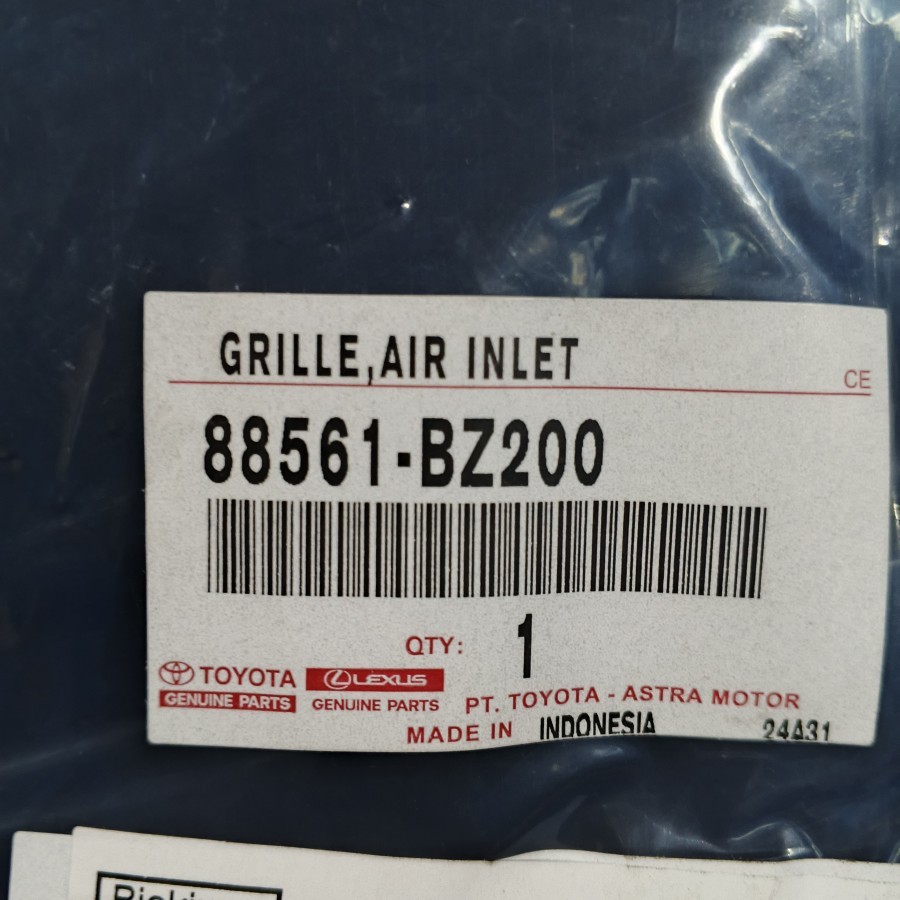 GRILLE,AIR INLET
CE
88561-BZ200
QTY: 1
TOYOTA LEXUS
GENUINE PARTS GENUINE PARTS PT. TOYOTA - ASTRA MOTOR
MADE IN INDONESIA 24A31